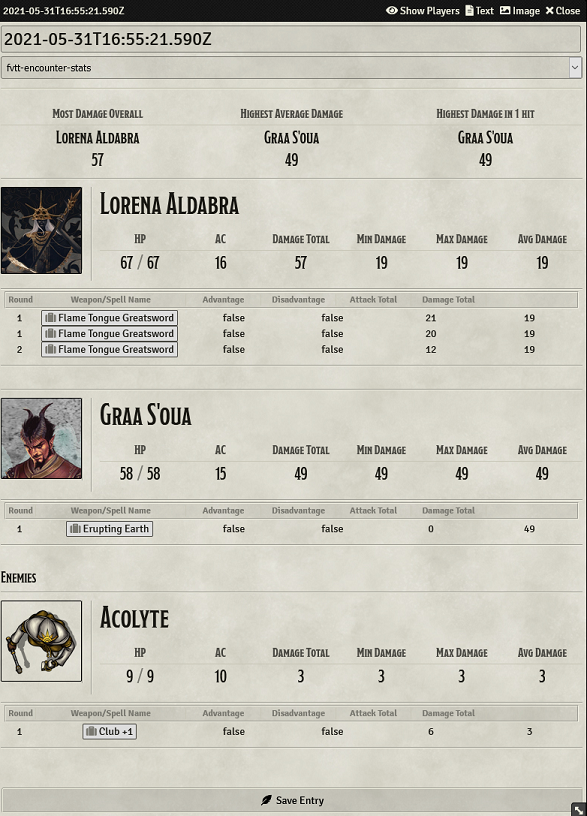 2021-05-31T16:55:21.590Z Show Players Text Image Close
2021-05-31T16:55:21.590Z
fvtt-encounter-stats
Most Damage Overall Highest Average Damage Highest Damage in 1 hit
Lorena Aldabra Graa S'oua Graa S'oua
57 49 49
Lorena Aldabra
HP AC Damage Total Min Damage Max Damage Avg Damage
67 / 67 16 57 19 19 19
Round Weapon/Spell Name Advantage Disadvantage Attack Total Damage Total
1 Flame Tongue Greatsword false false 21 19
1 Flame Tongue Greatsword false false 20 19
2 Flame Tongue Greatsword false false 12 19
Graa S'oua
HP AC Damage Total Min Damage Max Damage Avg Damage
58 / 58 15 49 49 49 49
Round Weapon/Spell Name Advantage Disadvantage Attack Total Damage Total
1 Erupting Earth false false 0 49
Enemies
Acolyte
HP AC Damage Total Min Damage Max Damage Avg Damage
9 / 9 10 3 3 3 3
Round Weapon/Spell Name Advantage Disadvantage Attack Total Damage Total
1 Club +1 false false 6 3
Save Entry